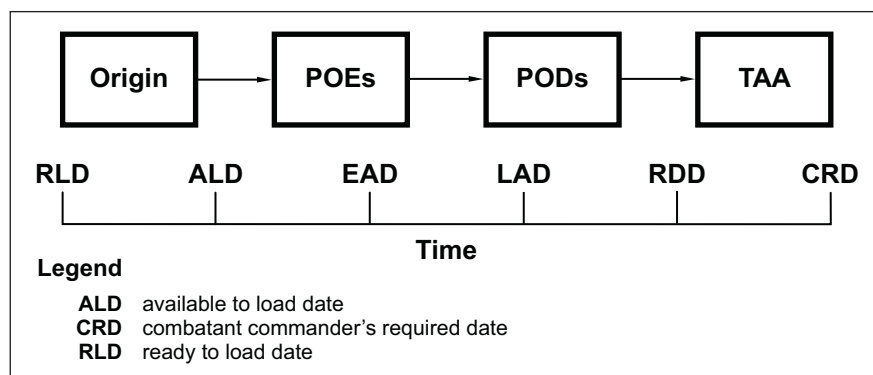 Origin POEs PODs TAA
RLD ALD EAD LAD RDD CRD
Time
Legend
ALD available to load date
CRD combatant commander's required date
RLD ready to load date